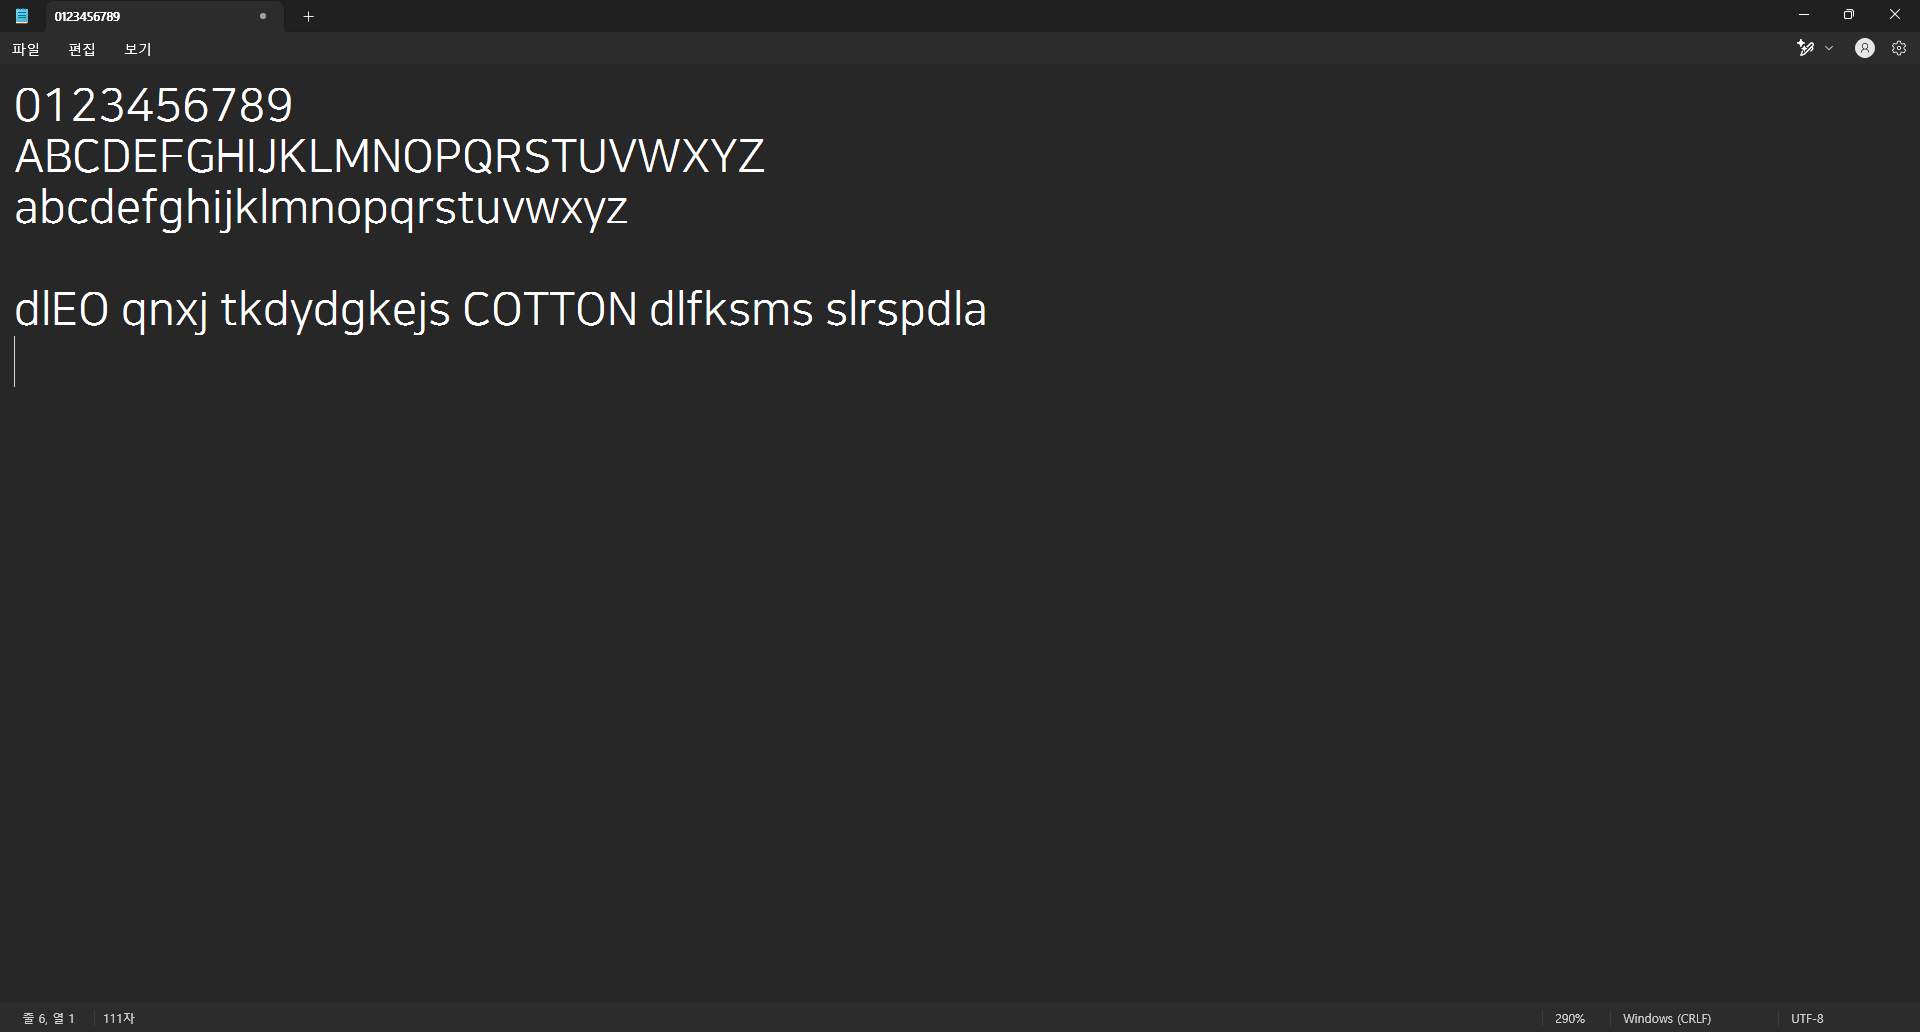 0123456789
파일 편집 보기
0123456789
ABCDEFGHIJKLMNOPQRSTUVWXYZ
abcdefghijklmnopqrstuvwxyz
dlEO qnxj tkdydgkejs COTTON dlfksms slrspdla
줄 6, 열 1 111자 290% Windows (CRLF) UTF-8